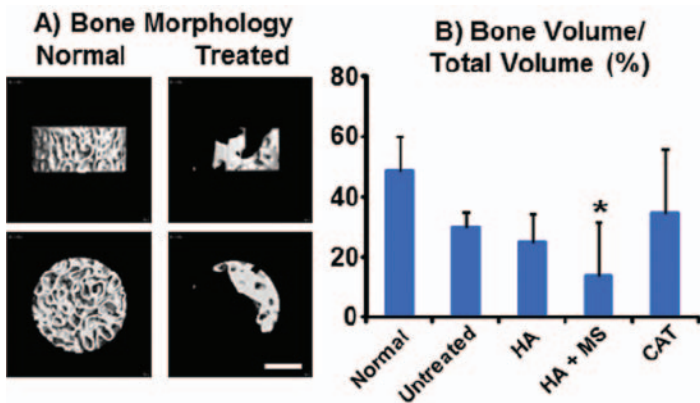 A) Bone Morphology
Normal Treated
B) Bone Volume/
Total Volume (%)
80
60
40
20
0
*
Normal
Untreated
HA
HA + MS
CAT